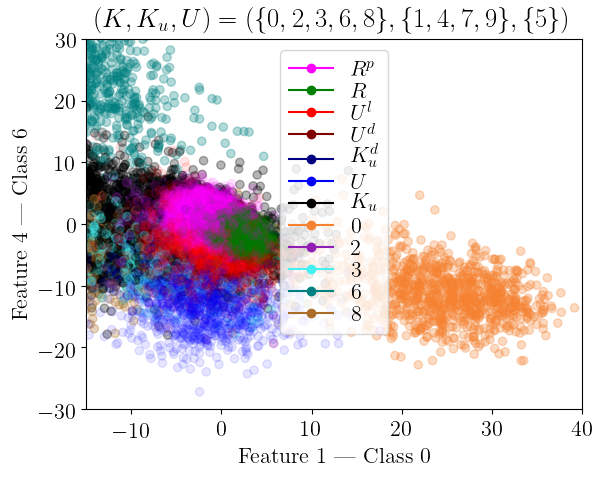 (K, K_u, U) = ({0, 2, 3, 6, 8}, {1, 4, 7, 9}, {5})
30
20
10
0
−10
−20
−30
Feature 4 — Class 6
R^p
R
U^l
U^d
K_u^d
U
K_u
0
2
3
6
8
−10
0
10
20
30
40
Feature 1 — Class 0